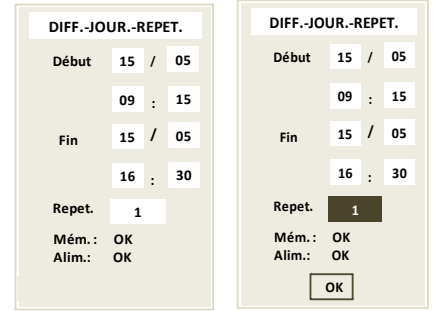 DIFF.-JOUR.-REPET.
Début 15 / 05
09 : 15
Fin 15 / 05
16 : 30
Repet. 1
Mém.: OK
Alim.: OK
DIFF.-JOUR.-REPET.
Début 15 / 05
09 : 15
Fin 15 / 05
16 : 30
Repet. 1
Mém.: OK
Alim.: OK
OK